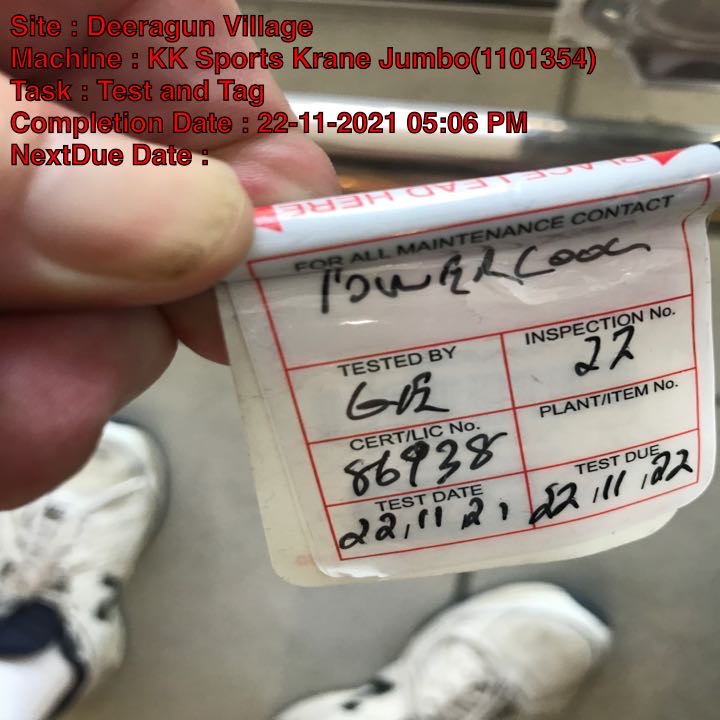 Site : Deeragun Village
Machine : KK Sports Krane Jumbo(1101354)
Task : Test and Tag
Completion Date : 22-11-2021 05:06 PM
NextDue Date :
PLACE LEAD HERE
FOR ALL MAINTENANCE CONTACT
POWERCOOL
TESTED BY
INSPECTION No.
22
CERT/LIC No.
86938
PLANT/ITEM No.
TEST DATE
22,11,21
TEST DUE
22,11,22